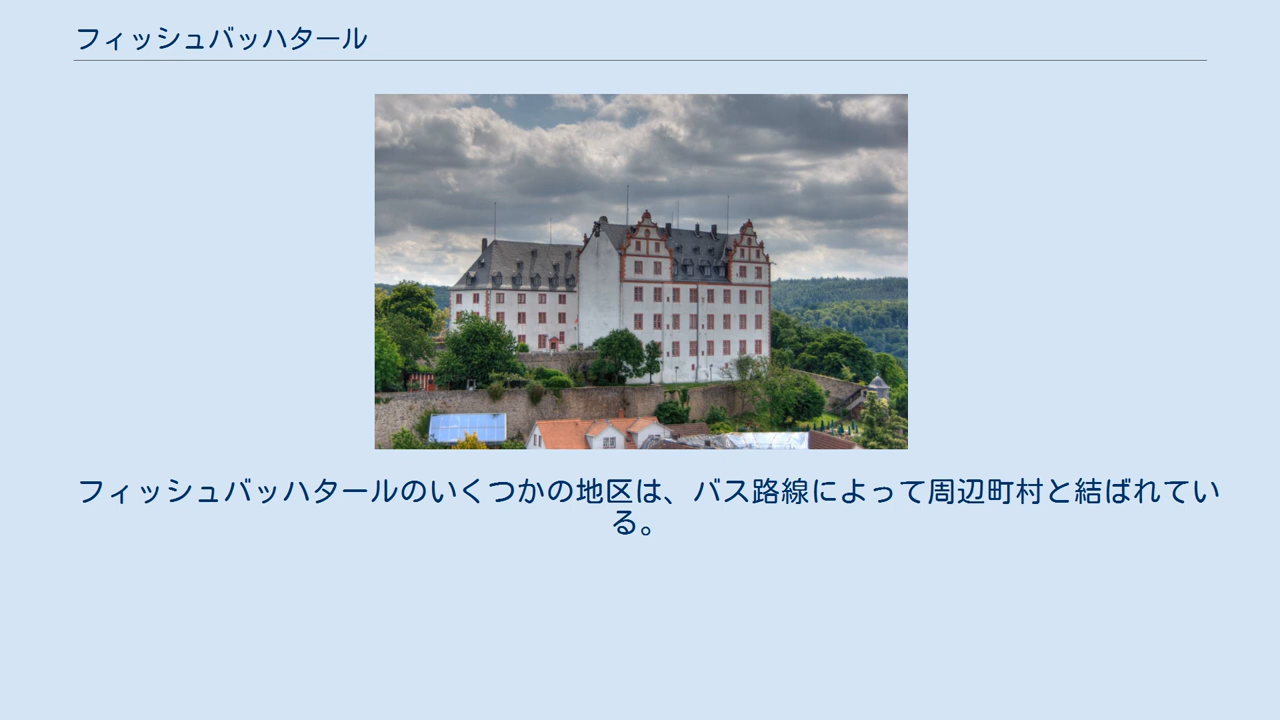 フィッシュバッハタール
フィッシュバッハタールのいくつかの地区は、バス路線によって周辺町村と結ばれてい
る。